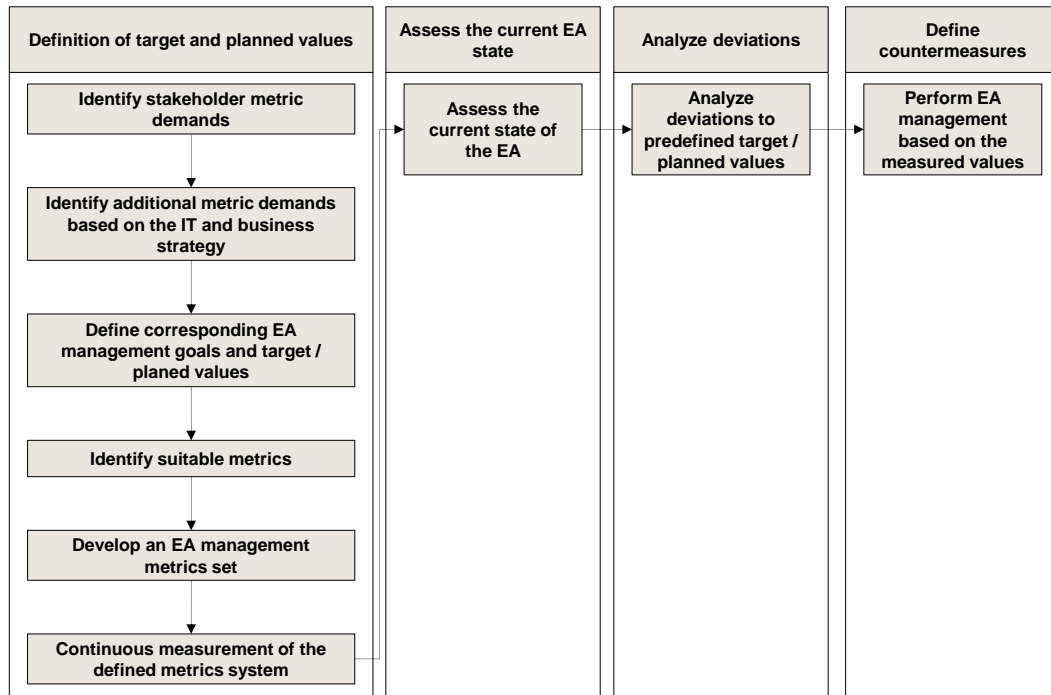 Definition of target and planned values
Identify stakeholder metric
demands
Identify additional metric demands
based on the IT and business
strategy
Define corresponding EA
management goals and target /
planed values
Identify suitable metrics
Develop an EA management
metrics set
Continuous measurement of the
defined metrics system
Assess the current EA
state
Assess the
current state of
the EA
Analyze deviations
Analyze
deviations to
predefined target /
planned values
Define
countermeasures
Perform EA
management
based on the
measured values